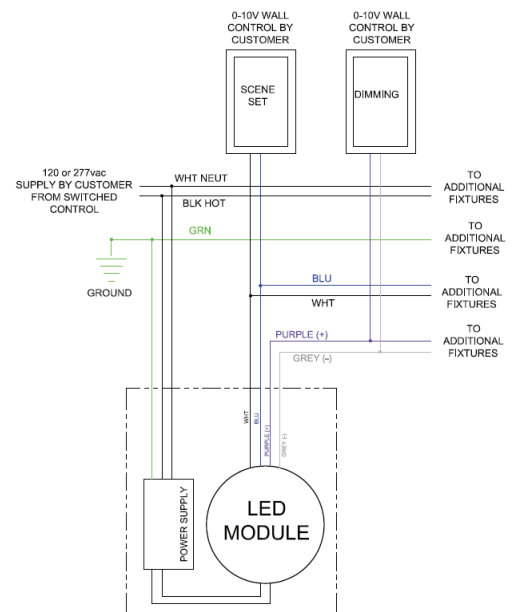 0-10V WALL
CONTROL BY
CUSTOMER
0-10V WALL
CONTROL BY
CUSTOMER
SCENE
SET
DIMMING
120 or 277vac
SUPPLY BY CUSTOMER
FROM SWITCHED
CONTROL
WHT NEUT
BLK HOT
TO
ADDITIONAL
FIXTURES
GRN
TO
ADDITIONAL
FIXTURES
GROUND
BLU
WHT
TO
ADDITIONAL
FIXTURES
PURPLE (+)
GREY (–)
TO
ADDITIONAL
FIXTURES
WHT
BLU
PURPLE (+)
GREY (-)
POWER SUPPLY
LED
MODULE